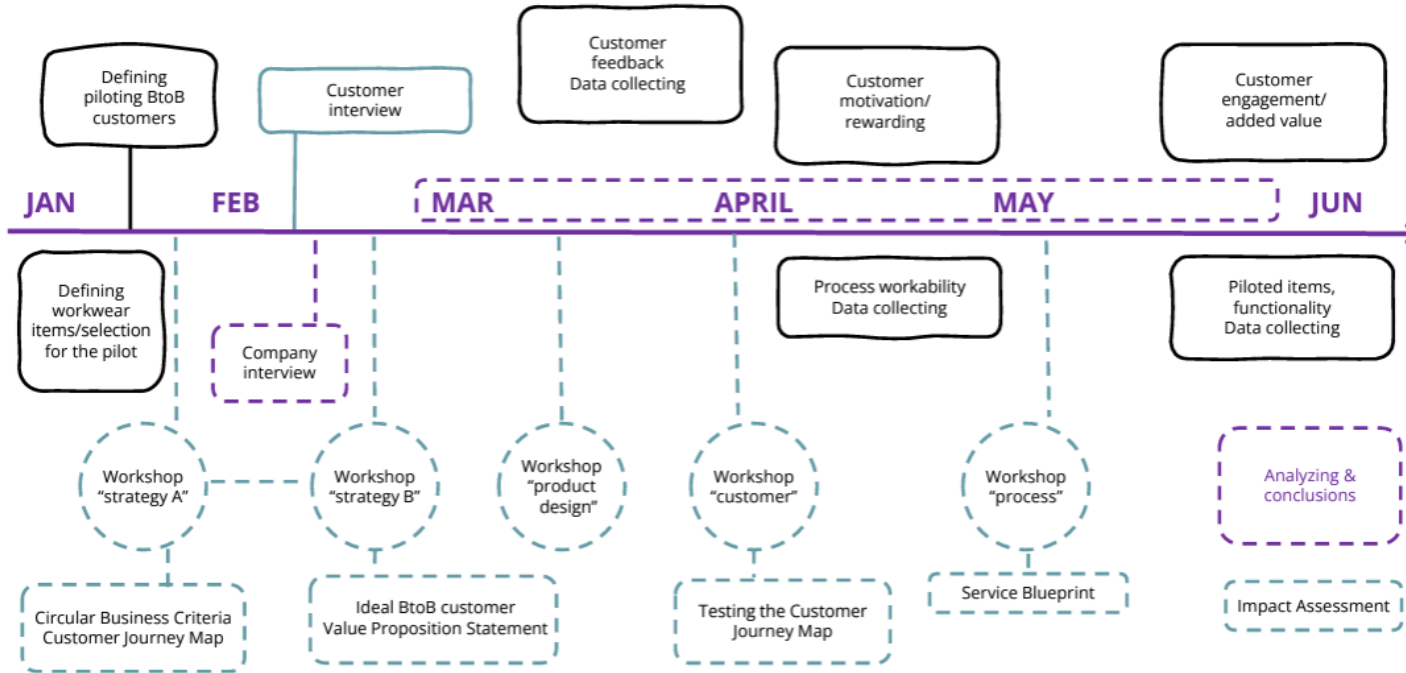 Defining
piloting BtoB
customers
Customer
interview
Customer
feedback
Data collecting
Customer
motivation/
rewarding
Customer
engagement/
added value
JAN
FEB
MAR
APRIL
MAY
JUN
Defining
workwear
items/selection
for the pilot
Company
interview
Process workability
Data collecting
Piloted items,
functionality
Data collecting
Workshop
“strategy A”
Workshop
“strategy B”
Workshop
“product
design”
Workshop
“customer”
Workshop
“process”
Analyzing &
conclusions
Circular Business Criteria
Customer Journey Map
Ideal BtoB customer
Value Proposition Statement
Testing the Customer
Journey Map
Service Blueprint
Impact Assessment